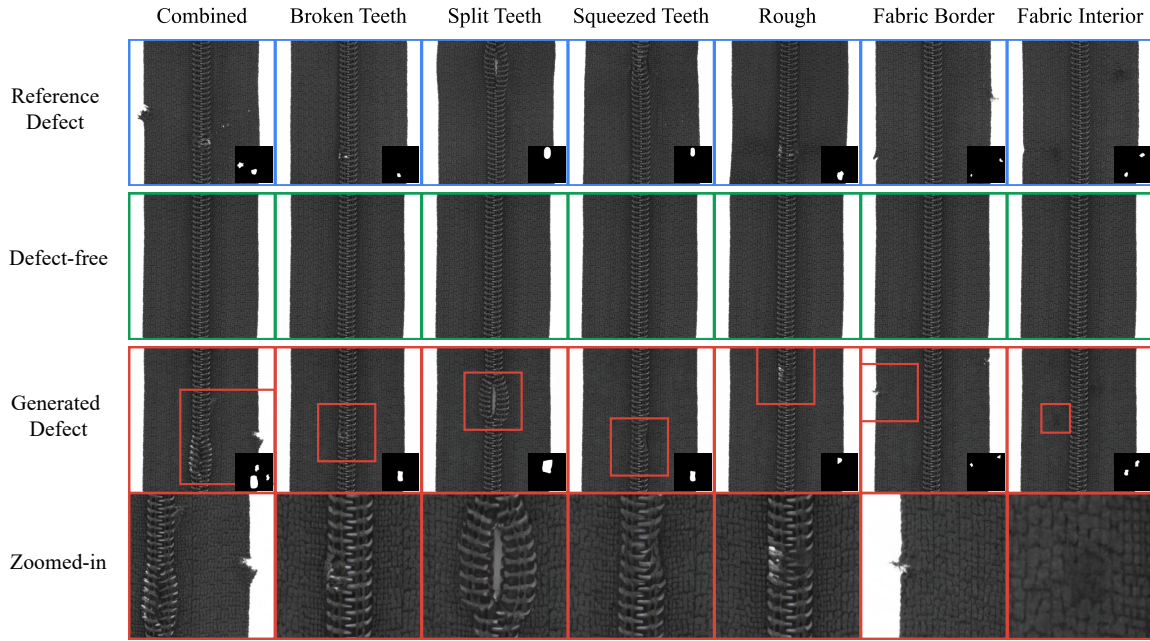 Combined Broken Teeth Split Teeth Squeezed Teeth Rough Fabric Border Fabric Interior
Reference
Defect
Defect-free
Generated
Defect
Zoomed-in